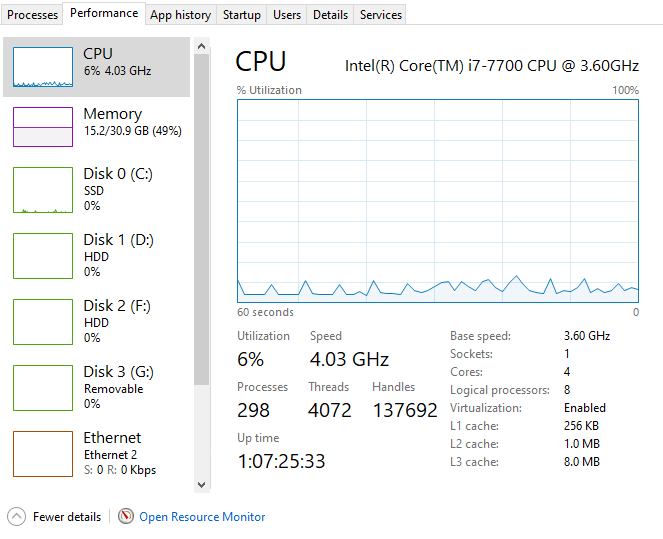 Processes Performance App history Startup Users Details Services
CPU
6% 4.03 GHz
Memory
15.2/30.9 GB (49%)
Disk 0 (C:)
SSD
0%
Disk 1 (D:)
HDD
0%
Disk 2 (F:)
HDD
0%
Disk 3 (G:)
Removable
0%
Ethernet
Ethernet 2
S: 0 R: 0 Kbps
CPU Intel(R) Core(TM) i7-7700 CPU @ 3.60GHz
% Utilization 100%
60 seconds 0
Utilization Speed
6% 4.03 GHz
Processes Threads Handles
298 4072 137692
Up time
1:07:25:33
Base speed: 3.60 GHz
Sockets: 1
Cores: 4
Logical processors: 8
Virtualization: Enabled
L1 cache: 256 KB
L2 cache: 1.0 MB
L3 cache: 8.0 MB
Fewer details Open Resource Monitor